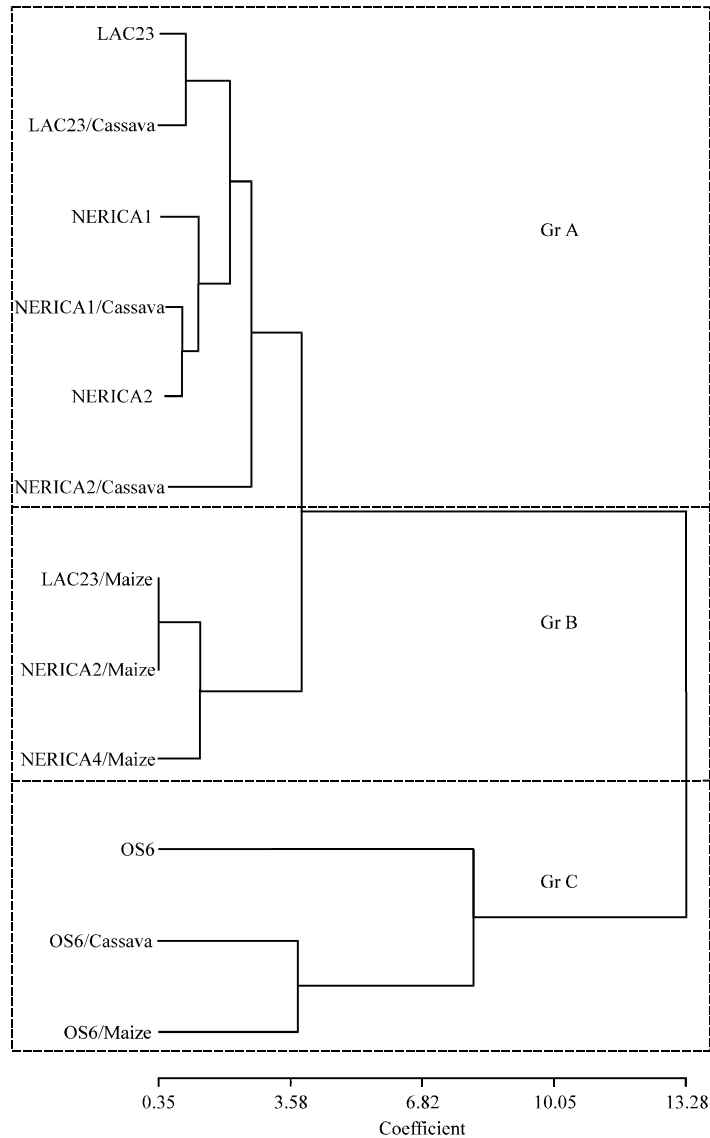 LAC23
LAC23/Cassava
NERICA1
Gr A
NERICA1/Cassava
NERICA2
NERICA2/Cassava
LAC23/Maize
Gr B
NERICA2/Maize
NERICA4/Maize
OS6
Gr C
OS6/Cassava
OS6/Maize
0.35 3.58 6.82 10.05 13.28
Coefficient